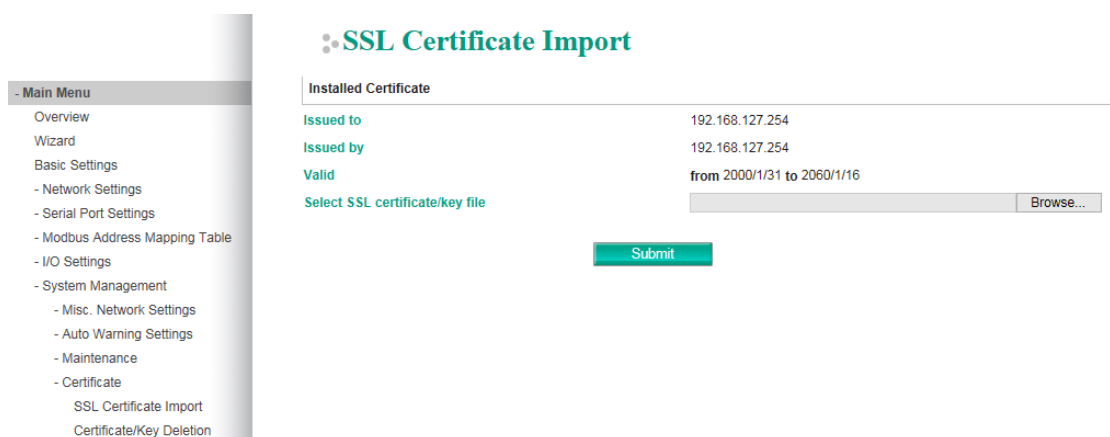 SSL Certificate Import
- Main Menu
Overview
Wizard
Basic Settings
- Network Settings
- Serial Port Settings
- Modbus Address Mapping Table
- I/O Settings
- System Management
- Misc. Network Settings
- Auto Warning Settings
- Maintenance
- Certificate
SSL Certificate Import
Certificate/Key Deletion
Installed Certificate
Issued to 192.168.127.254
Issued by 192.168.127.254
Valid from 2000/1/31 to 2060/1/16
Select SSL certificate/key file Browse...
Submit